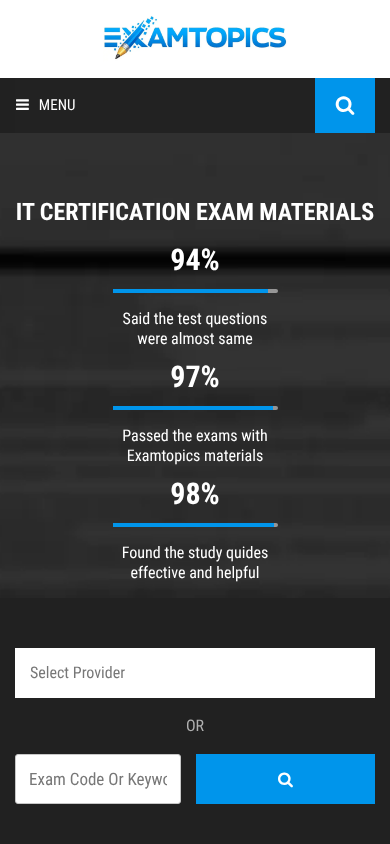 EXAMTOPICS
MENU
IT CERTIFICATION EXAM MATERIALS
94%
Said the test questions
were almost same
97%
Passed the exams with
Examtopics materials
98%
Found the study quides
effective and helpful
Select Provider
OR
Exam Code Or Keywo